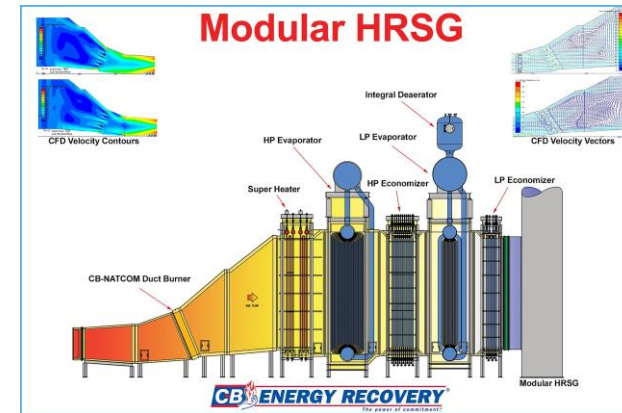 Modular HRSG
CFD Velocity Contours
CFD Velocity Vectors
Integral Deaerator
HP Evaporator
LP Evaporator
HP Economizer
LP Economizer
Super Heater
CB-NATCOM Duct Burner
Modular HRSG
CB ENERGY RECOVERY
The power of commitment!